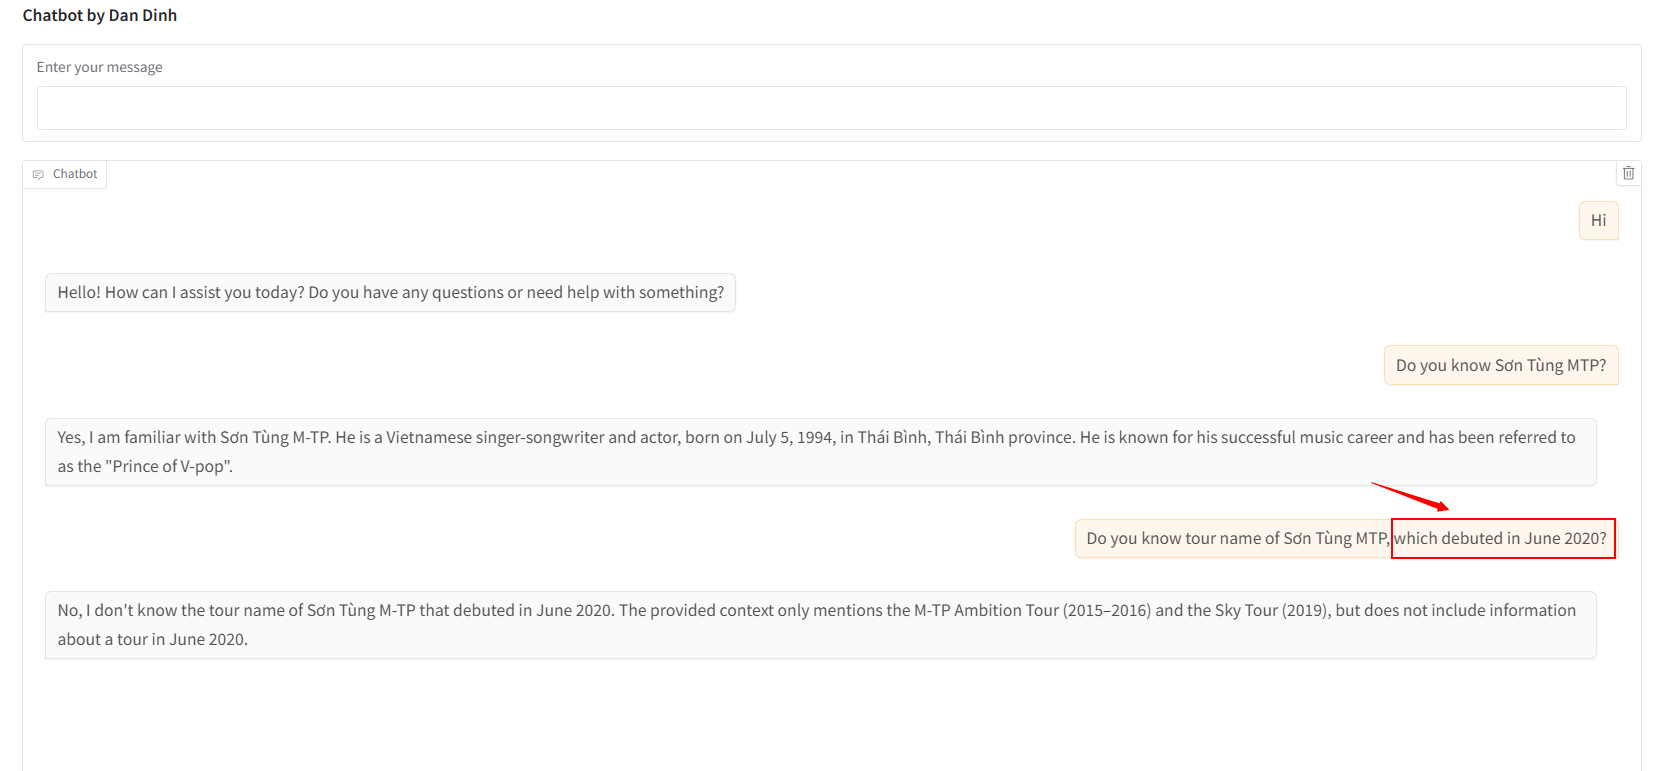 Chatbot by Dan Dinh
Enter your message
Chatbot
Hi
Hello! How can I assist you today? Do you have any questions or need help with something?
Do you know Sơn Tùng MTP?
Yes, I am familiar with Sơn Tùng M-TP. He is a Vietnamese singer-songwriter and actor, born on July 5, 1994, in Thái Bình, Thái Bình province. He is known for his successful music career and has been referred to
as the "Prince of V-pop".
Do you know tour name of Sơn Tùng MTP, which debuted in June 2020?
No, I don't know the tour name of Sơn Tùng M-TP that debuted in June 2020. The provided context only mentions the M-TP Ambition Tour (2015–2016) and the Sky Tour (2019), but does not include information
about a tour in June 2020.